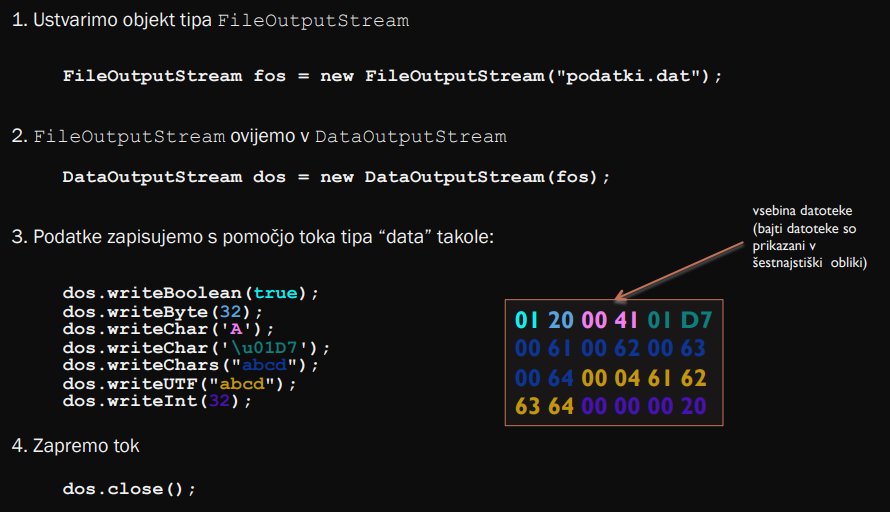 1. Ustvarimo objekt tipa FileOutputStream
FileOutputStream fos = new FileOutputStream("podatki.dat");
2. FileOutputStream ovijemo v DataOutputStream
DataOutputStream dos = new DataOutputStream(fos);
3. Podatke zapisujemo s pomočjo toka tipa “data” takole:
dos.writeBoolean(true);
dos.writeByte(32);
dos.writeChar('A');
dos.writeChar('\u01D7');
dos.writeChars("abcd");
dos.writeUTF("abcd");
dos.writeInt(32);
vsebina datoteke
(bajti datoteke so
prikazani v
šestnajstiški obliki)
01 20 00 41 01 D7
00 61 00 62 00 63
00 64 00 04 61 62
63 64 00 00 00 20
4. Zapremo tok
dos.close();